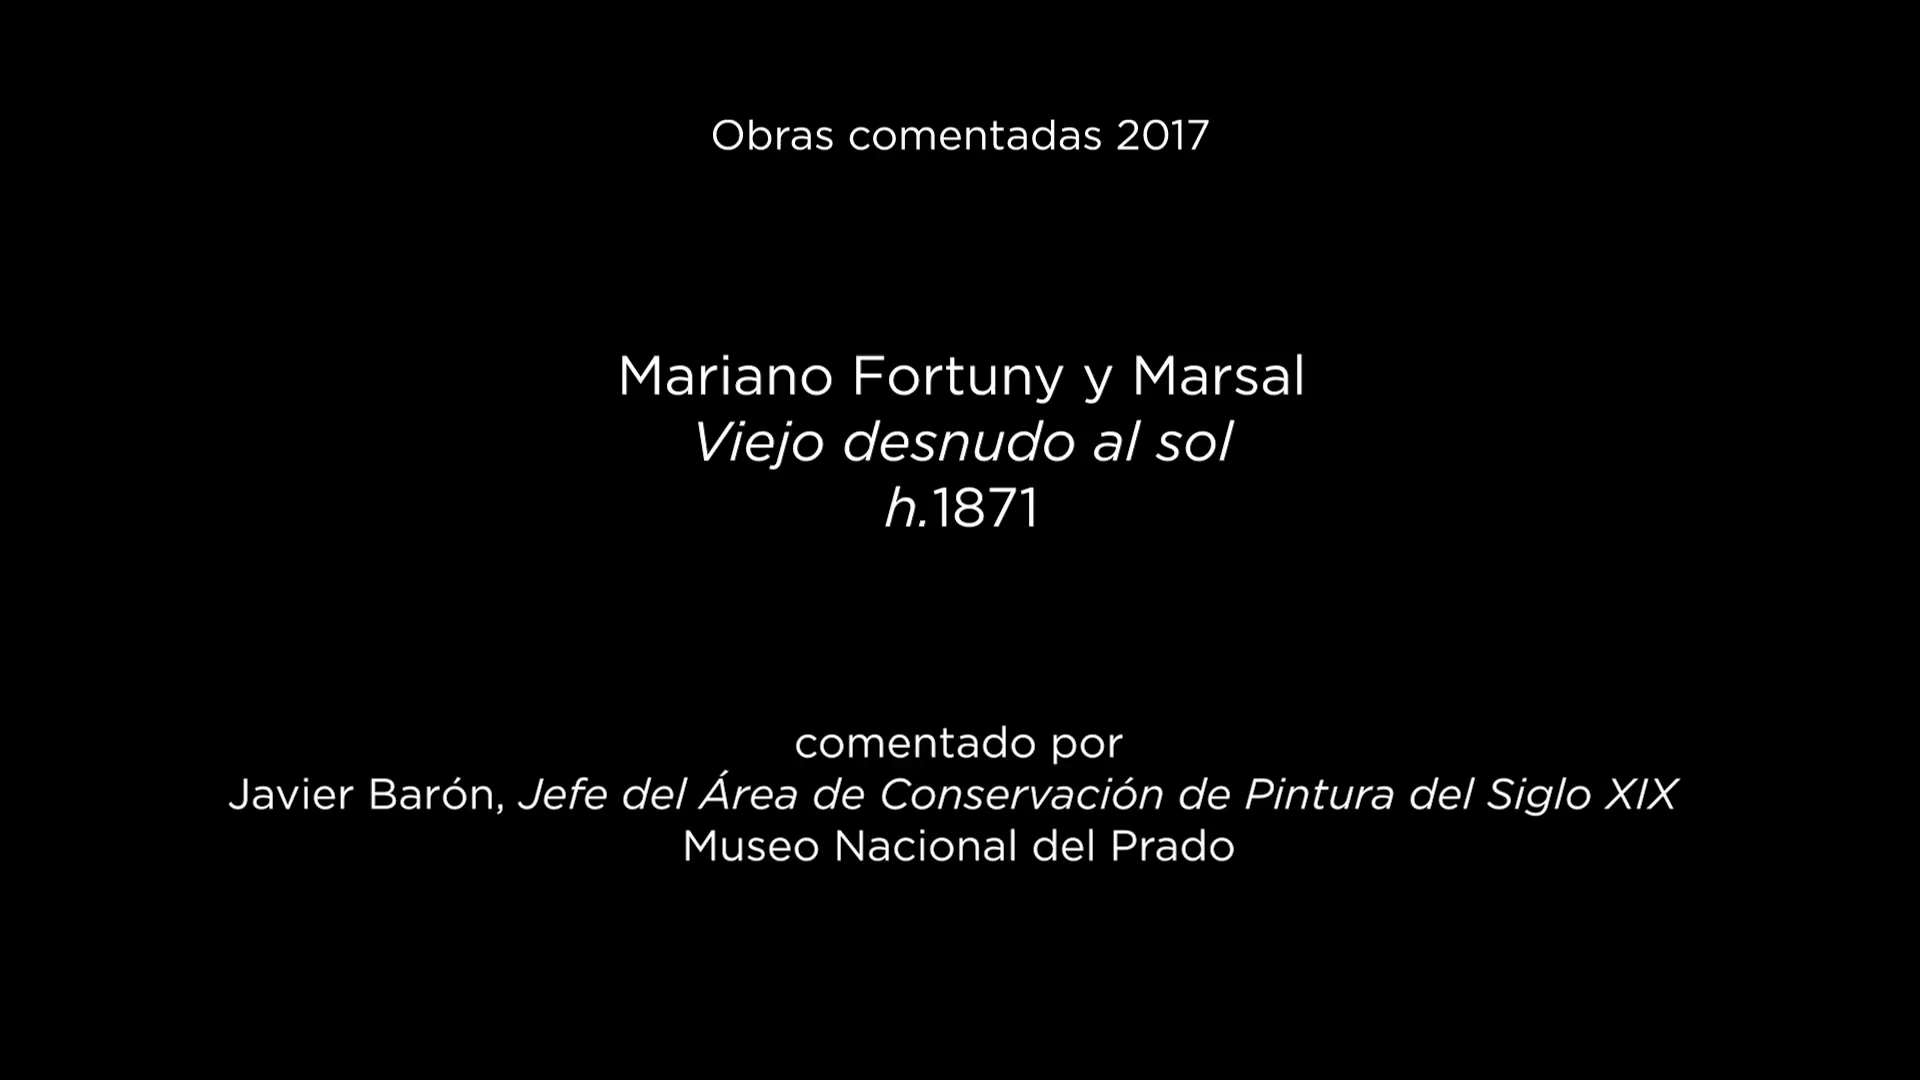 Obras comentadas 2017
Mariano Fortuny y Marsal
Viejo desnudo al sol
h.1871
comentado por
Javier Barón, Jefe del Área de Conservación de Pintura del Siglo XIX
Museo Nacional del Prado